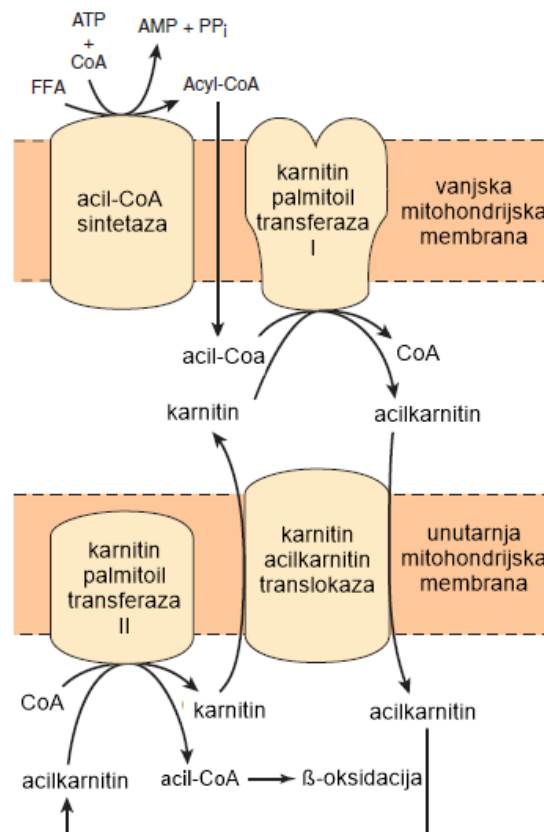 ATP
+
CoA
AMP + PPi
FFA
Acyl-CoA
acil-CoA
sintetaza
karnitin
palmitoil
transferaza
I
vanjska
mitohondrijska
membrana
acil-Coa
CoA
karnitin
acilkarnitin
karnitin
palmitoil
transferaza
II
karnitin
acilkarnitin
translokaza
unutarnja
mitohondrijska
membrana
CoA
karnitin
acilkarnitin
acilkarnitin
acil-CoA
ß-oksidacija